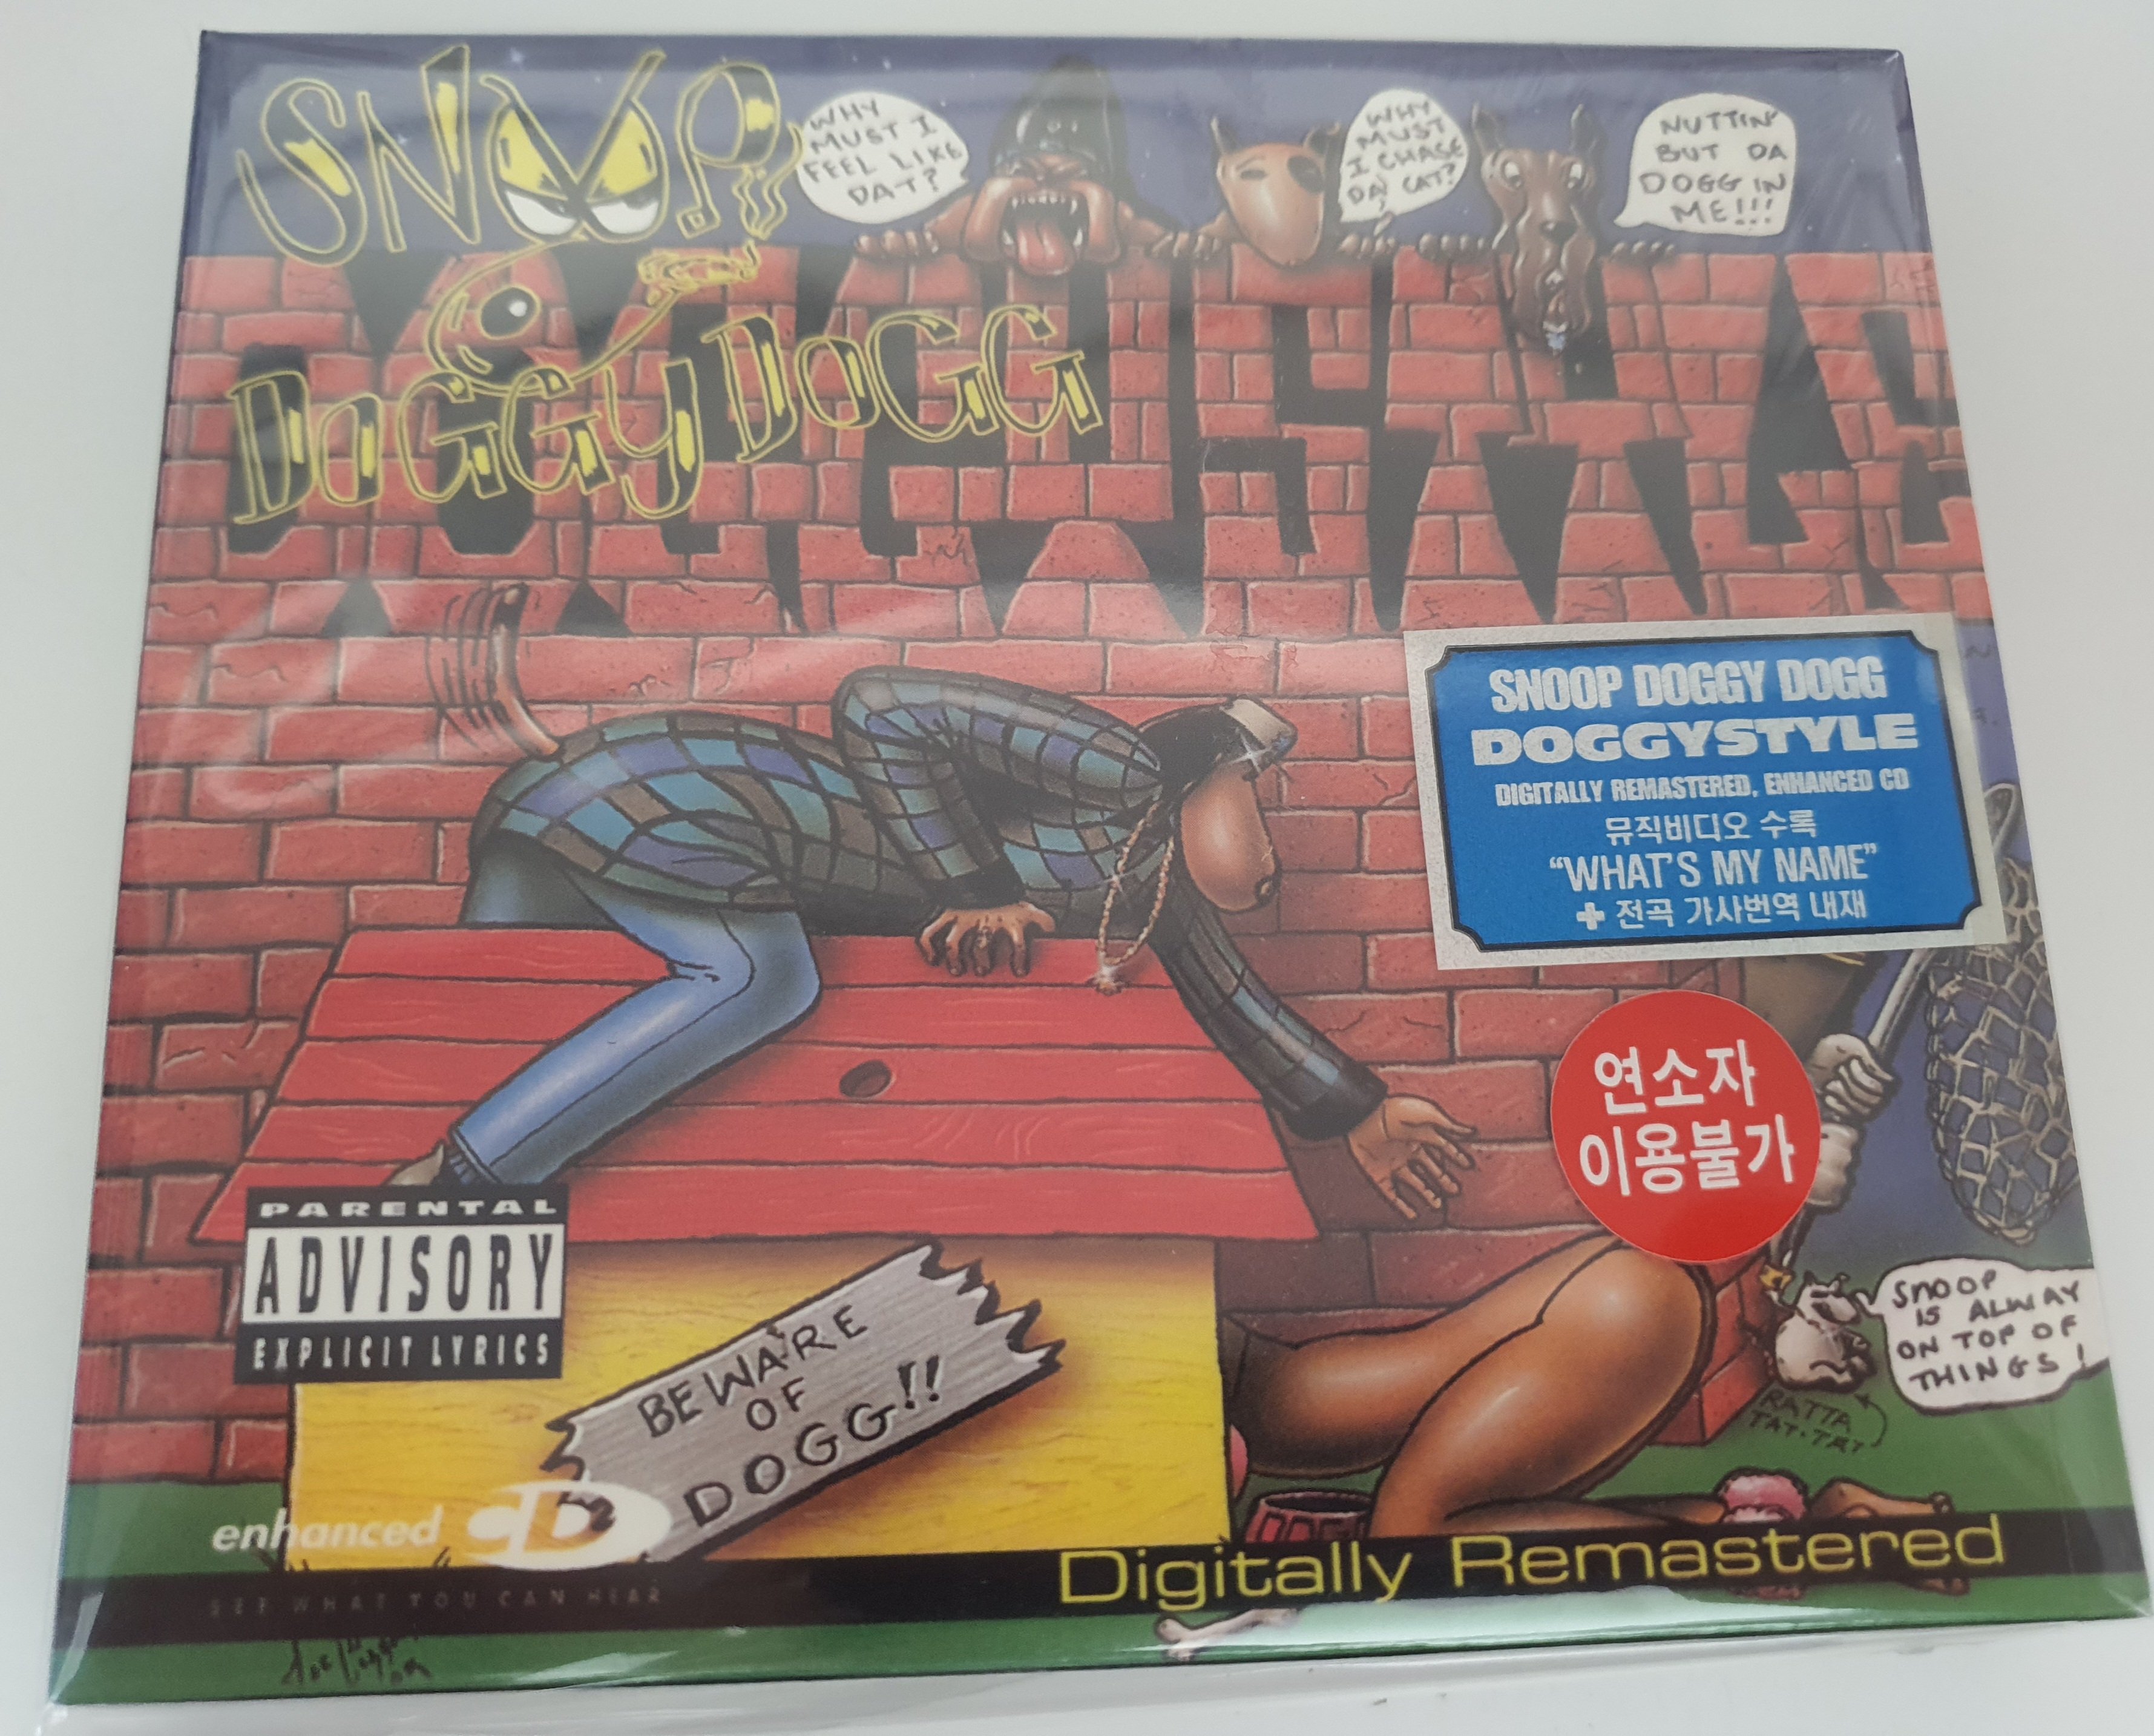 SNOOP
DOGGY DOGG
WHY
MUST I
FEEL LIKE
DAT?
WHY
MUST
I CHASE
DA CAT?
NUTTIN'
BUT DA
DOGG IN
ME!!!
SNOOP DOGGY DOGG
DOGGYSTYLE
DIGITALLY REMASTERED, ENHANCED CD
뮤직비디오 수록
“WHAT'S MY NAME”
+ 전곡 가사번역 내재
연소자
이용불가
PARENTAL
ADVISORY
EXPLICIT LYRICS
BEWARE
OF
DOGG!!
SNOOP
IS ALWAY
ON TOP OF
THINGS!
RATTA
TAT-TAT
enhanced CD
SEE WHAT YOU CAN HEAR
Digitally Remastered